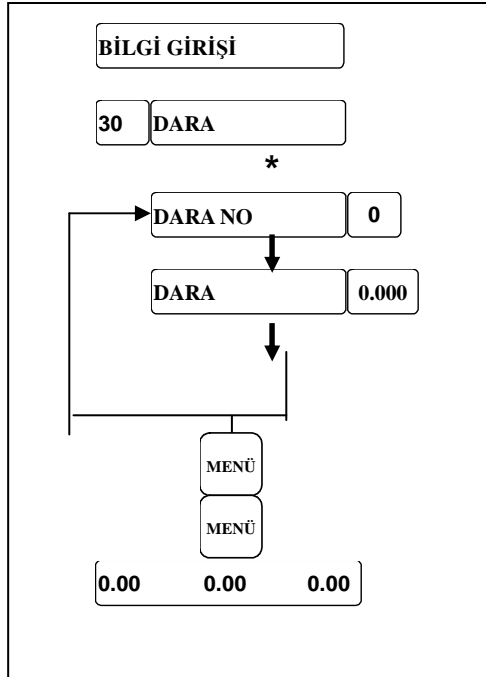 BİLGİ GİRİŞİ
30 DARA
*
DARA NO 0
DARA 0.000
MENÜ
MENÜ
0.00 0.00 0.00